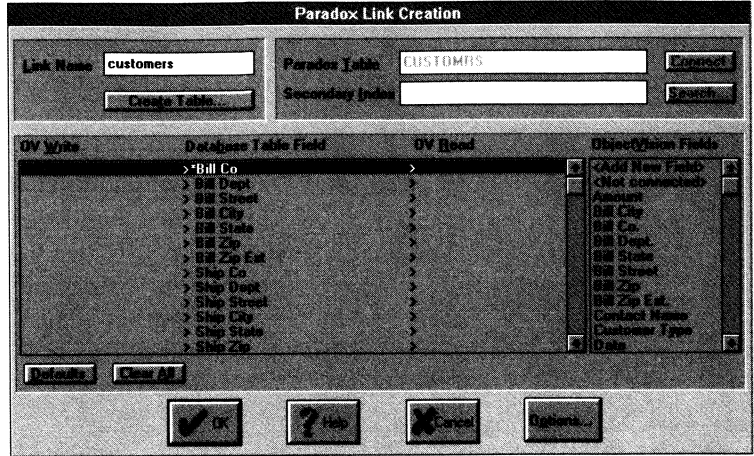 Paradox Link Creation
Link Name customers
Create Table...
Paradox Table CUSTOMRS Connect
Secondary Index Search...
OV Write Database Table Field OV Read ObjectVision Fields
>*Bill Co > <Add New Field>
> Bill Dept > <Not connected>
> Bill Street > Amount
> Bill City > Bill City
> Bill State > Bill Co.
> Bill Zip > Bill Dept.
> Bill Zip Ext > Bill State
> Ship Co > Bill Street
> Ship Dept > Bill Zip
> Ship Street > Bill Zip Ext.
> Ship City > Contact Name
> Ship State > Customer Type
> Ship Zip > Date
Defaults Clear All
OK ? Help Cancel Options...